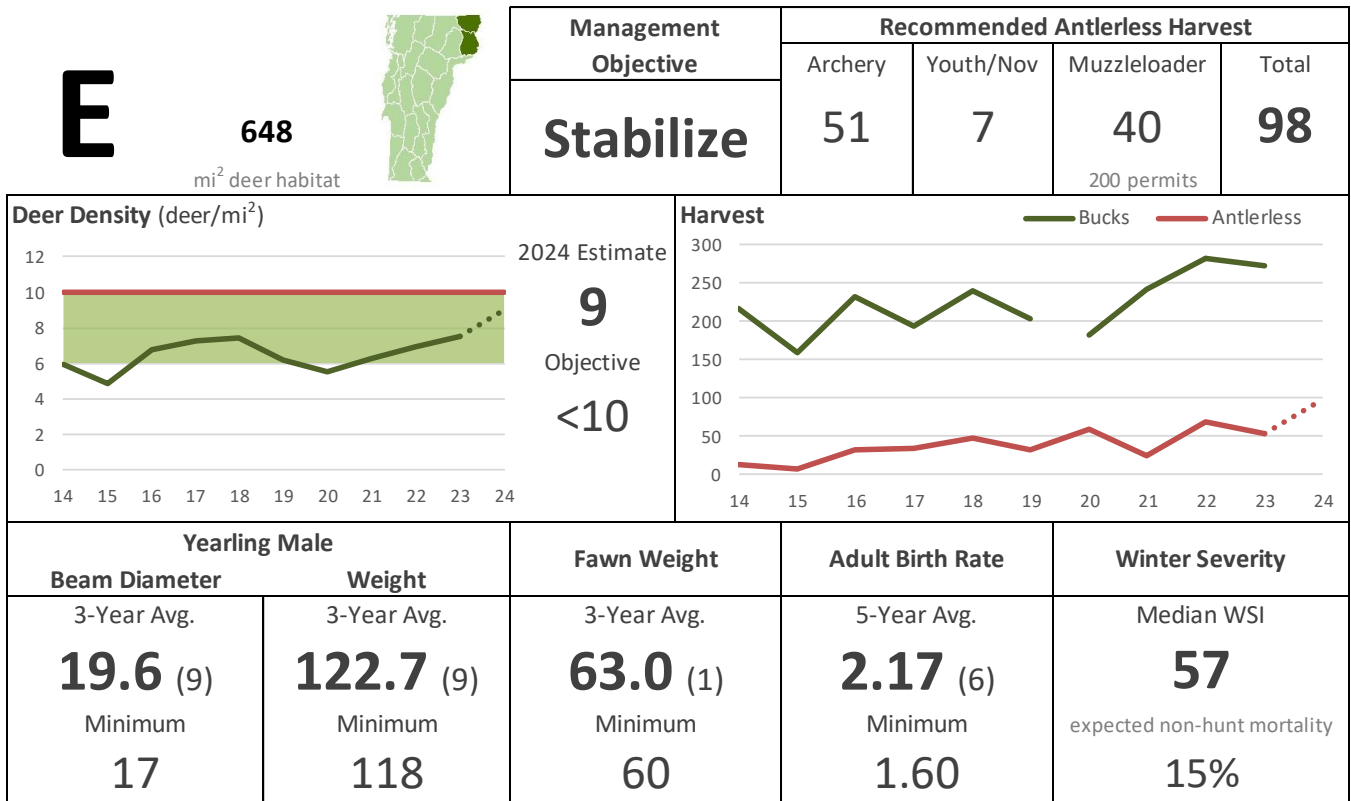 E
648
mi² deer habitat
Management
Objective
Stabilize
Recommended Antlerless Harvest
Archery Youth/Nov Muzzleloader Total
51 7 40 98
200 permits
Deer Density (deer/mi²)
12
10
8
6
4
2
0
14 15 16 17 18 19 20 21 22 23 24
2024 Estimate
9
Objective
<10
Harvest
Bucks Antlerless
300
250
200
150
100
50
0
14 15 16 17 18 19 20 21 22 23 24
Yearling Male
Beam Diameter Weight
Fawn Weight
Adult Birth Rate
Winter Severity
3-Year Avg. 3-Year Avg. 3-Year Avg. 5-Year Avg. Median WSI
19.6 (9) 122.7 (9) 63.0 (1) 2.17 (6) 57
Minimum Minimum Minimum Minimum expected non-hunt mortality
17 118 60 1.60 15%